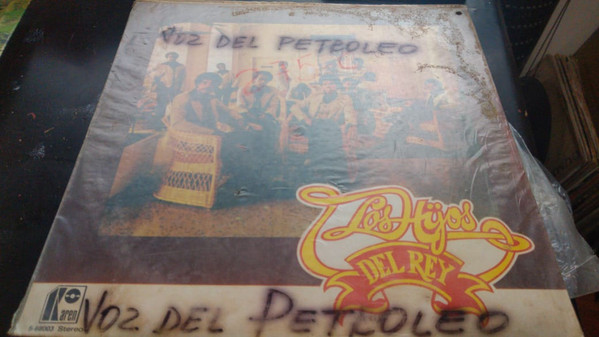 VOZ DEL PETROLEO
Los Hijos
DEL REY
Karen
Stereo
VOZ DEL PETROLEO